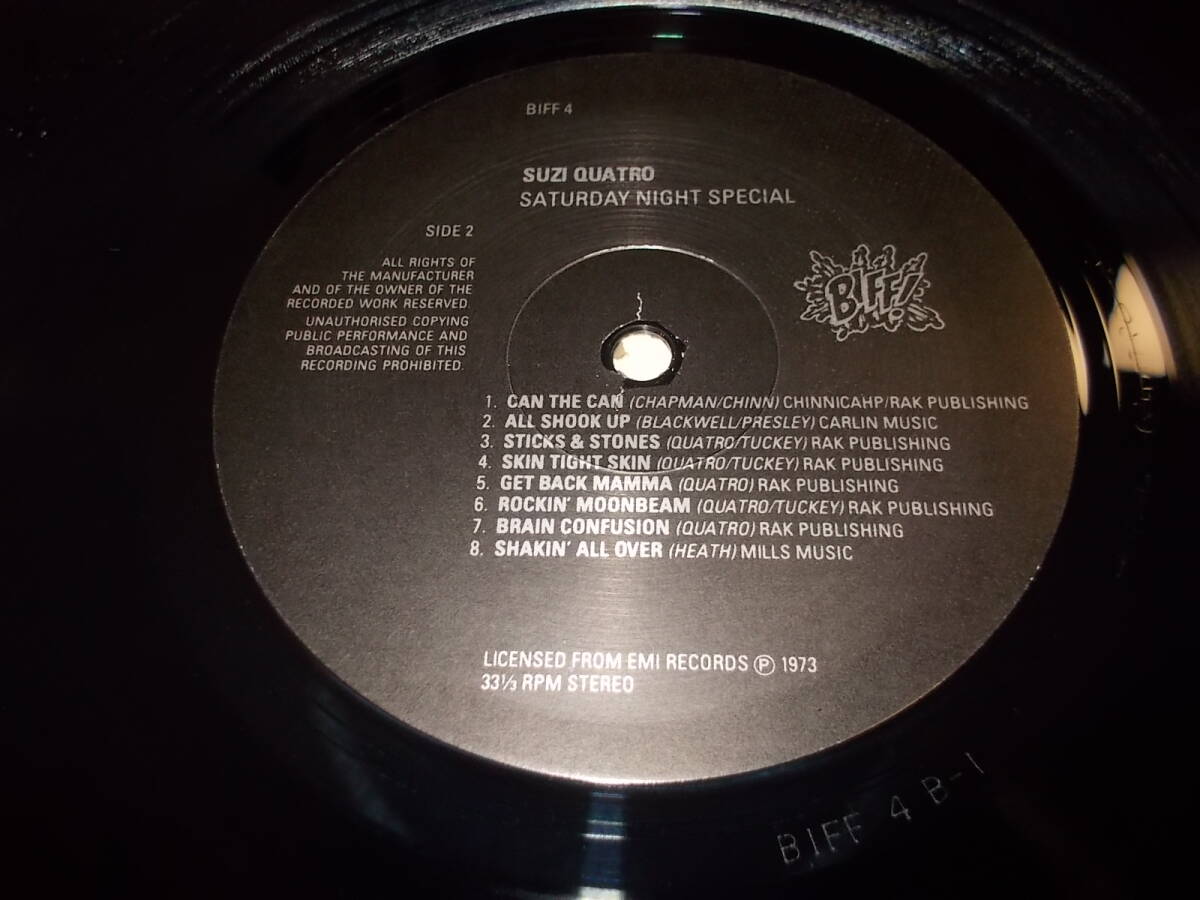 BIFF 4
SUZI QUATRO
SATURDAY NIGHT SPECIAL
SIDE 2
ALL RIGHTS OF
THE MANUFACTURER
AND OF THE OWNER OF THE
RECORDED WORK RESERVED.
UNAUTHORISED COPYING
PUBLIC PERFORMANCE AND
BROADCASTING OF THIS
RECORDING PROHIBITED.
BIFF!
1. CAN THE CAN (CHAPMAN/CHINN) CHINNICAHP/RAK PUBLISHING
2. ALL SHOOK UP (BLACKWELL/PRESLEY) CARLIN MUSIC
3. STICKS & STONES (QUATRO/TUCKEY) RAK PUBLISHING
4. SKIN TIGHT SKIN (QUATRO/TUCKEY) RAK PUBLISHING
5. GET BACK MAMMA (QUATRO) RAK PUBLISHING
6. ROCKIN' MOONBEAM (QUATRO/TUCKEY) RAK PUBLISHING
7. BRAIN CONFUSION (QUATRO) RAK PUBLISHING
8. SHAKIN' ALL OVER (HEATH) MILLS MUSIC
LICENSED FROM EMI RECORDS ℗ 1973
33⅓ RPM STEREO
BIFF 4 B-1